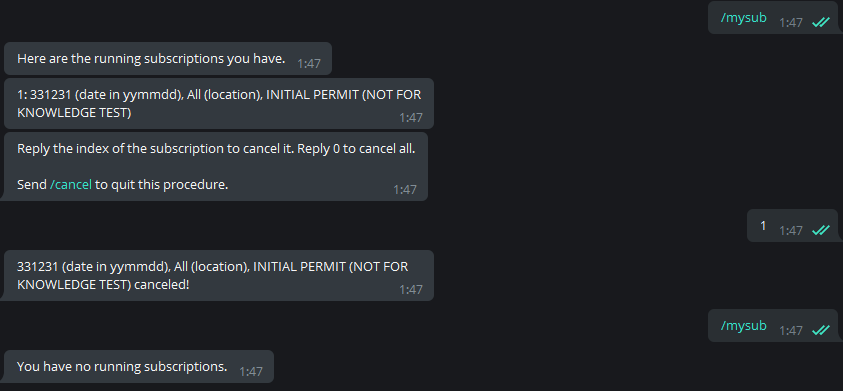 /mysub 1:47
Here are the running subscriptions you have. 1:47
1: 331231 (date in yymmdd), All (location), INITIAL PERMIT (NOT FOR
KNOWLEDGE TEST) 1:47
Reply the index of the subscription to cancel it. Reply 0 to cancel all.
Send /cancel to quit this procedure. 1:47
1 1:47
331231 (date in yymmdd), All (location), INITIAL PERMIT (NOT FOR
KNOWLEDGE TEST) canceled! 1:47
/mysub 1:47
You have no running subscriptions. 1:47